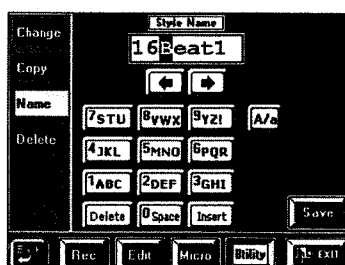 Style Name
16Beat1
Change
Copy
Name
Delete
7STU 8VWX 9YZ! A/a
4JKL 5MNO 6PQR
1ABC 2DEF 3GHI
Delete 0Space Insert
Save
Rec Edit Micro Utility EXIT